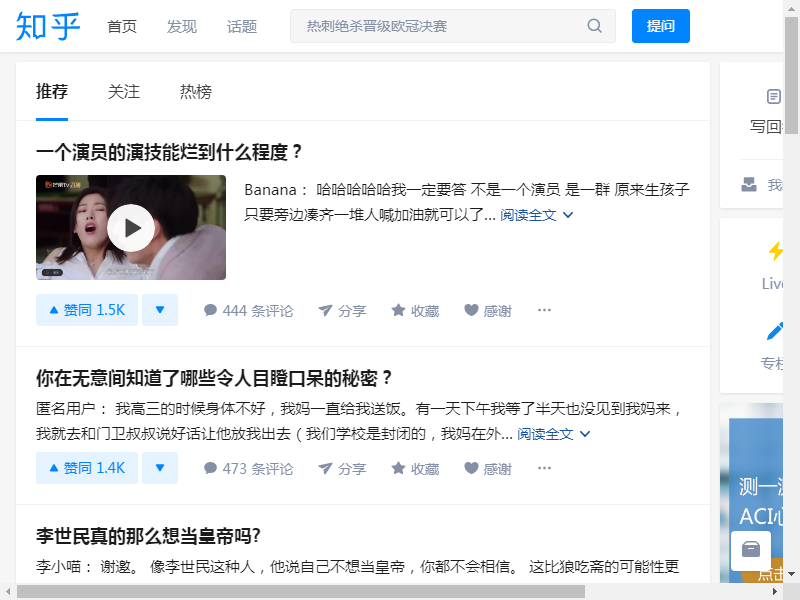 知乎 首页 发现 话题 热刺绝杀晋级欧冠决赛 提问
推荐 关注 热榜
一个演员的演技能烂到什么程度？
芒果TV
Banana： 哈哈哈哈哈我一定要答 不是一个演员 是一群 原来生孩子
只要旁边凑齐一堆人喊加油就可以了... 阅读全文
赞同 1.5K 444 条评论 分享 收藏 感谢 ...
你在无意间知道了哪些令人目瞪口呆的秘密？
匿名用户： 我高三的时候身体不好，我妈一直给我送饭。有一天下午我等了半天也没见到我妈来，
我就去和门卫叔叔说好话让他放我出去（我们学校是封闭的，我妈在外... 阅读全文
赞同 1.4K 473 条评论 分享 收藏 感谢 ...
李世民真的那么想当皇帝吗?
李小喵： 谢邀。 像李世民这种人，他说自己不想当皇帝，你都不会相信。 这比狼吃斋的可能性更
写回
我
Live
专栏
测一
ACI心
点击